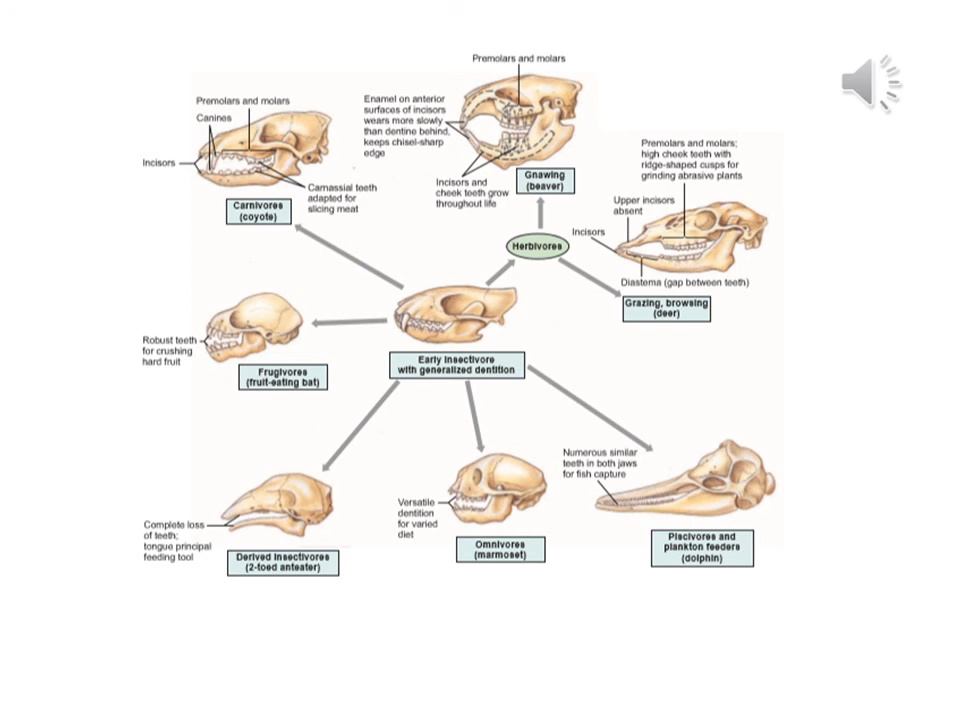 Premolars and molars
Enamel on anterior
surfaces of incisors
wears more slowly
than dentine behind,
keeps chisel-sharp
edge
Incisors and
cheek teeth grow
throughout life
Gnawing
(beaver)
Premolars and molars
Canines
Incisors
Carnassial teeth
adapted for
slicing meat
Carnivores
(coyote)
Premolars and molars;
high cheek teeth with
ridge-shaped cusps for
grinding abrasive plants
Upper incisors
absent
Incisors
Diastema (gap between teeth)
Grazing, browsing
(deer)
Herbivores
Robust teeth
for crushing
hard fruit
Frugivores
(fruit-eating bat)
Early insectivore
with generalized dentition
Complete loss
of teeth;
tongue principal
feeding tool
Derived insectivores
(2-toed anteater)
Versatile
dentition
for varied
diet
Omnivores
(marmoset)
Numerous similar
teeth in both jaws
for fish capture
Piscivores and
plankton feeders
(dolphin)